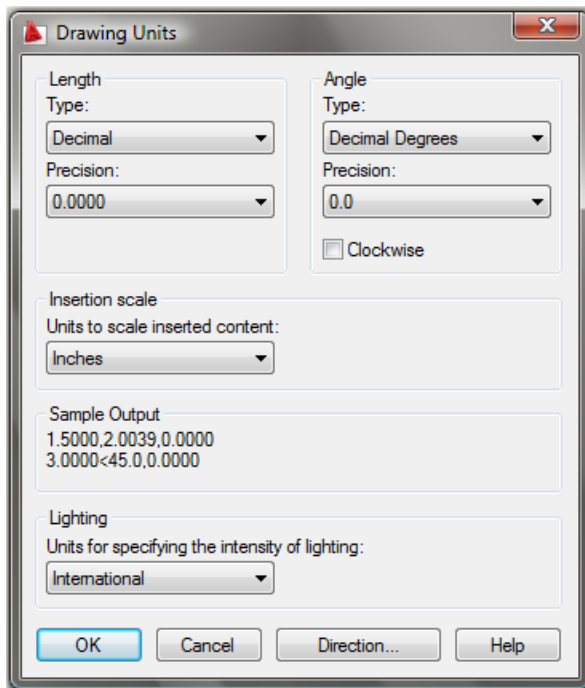 Drawing Units
Length
Type:
Decimal
Precision:
0.0000
Angle
Type:
Decimal Degrees
Precision:
0.0
Clockwise
Insertion scale
Units to scale inserted content:
Inches
Sample Output
1.5000,2.0039,0.0000
3.0000<45.0,0.0000
Lighting
Units for specifying the intensity of lighting:
International
OK
Cancel
Direction...
Help